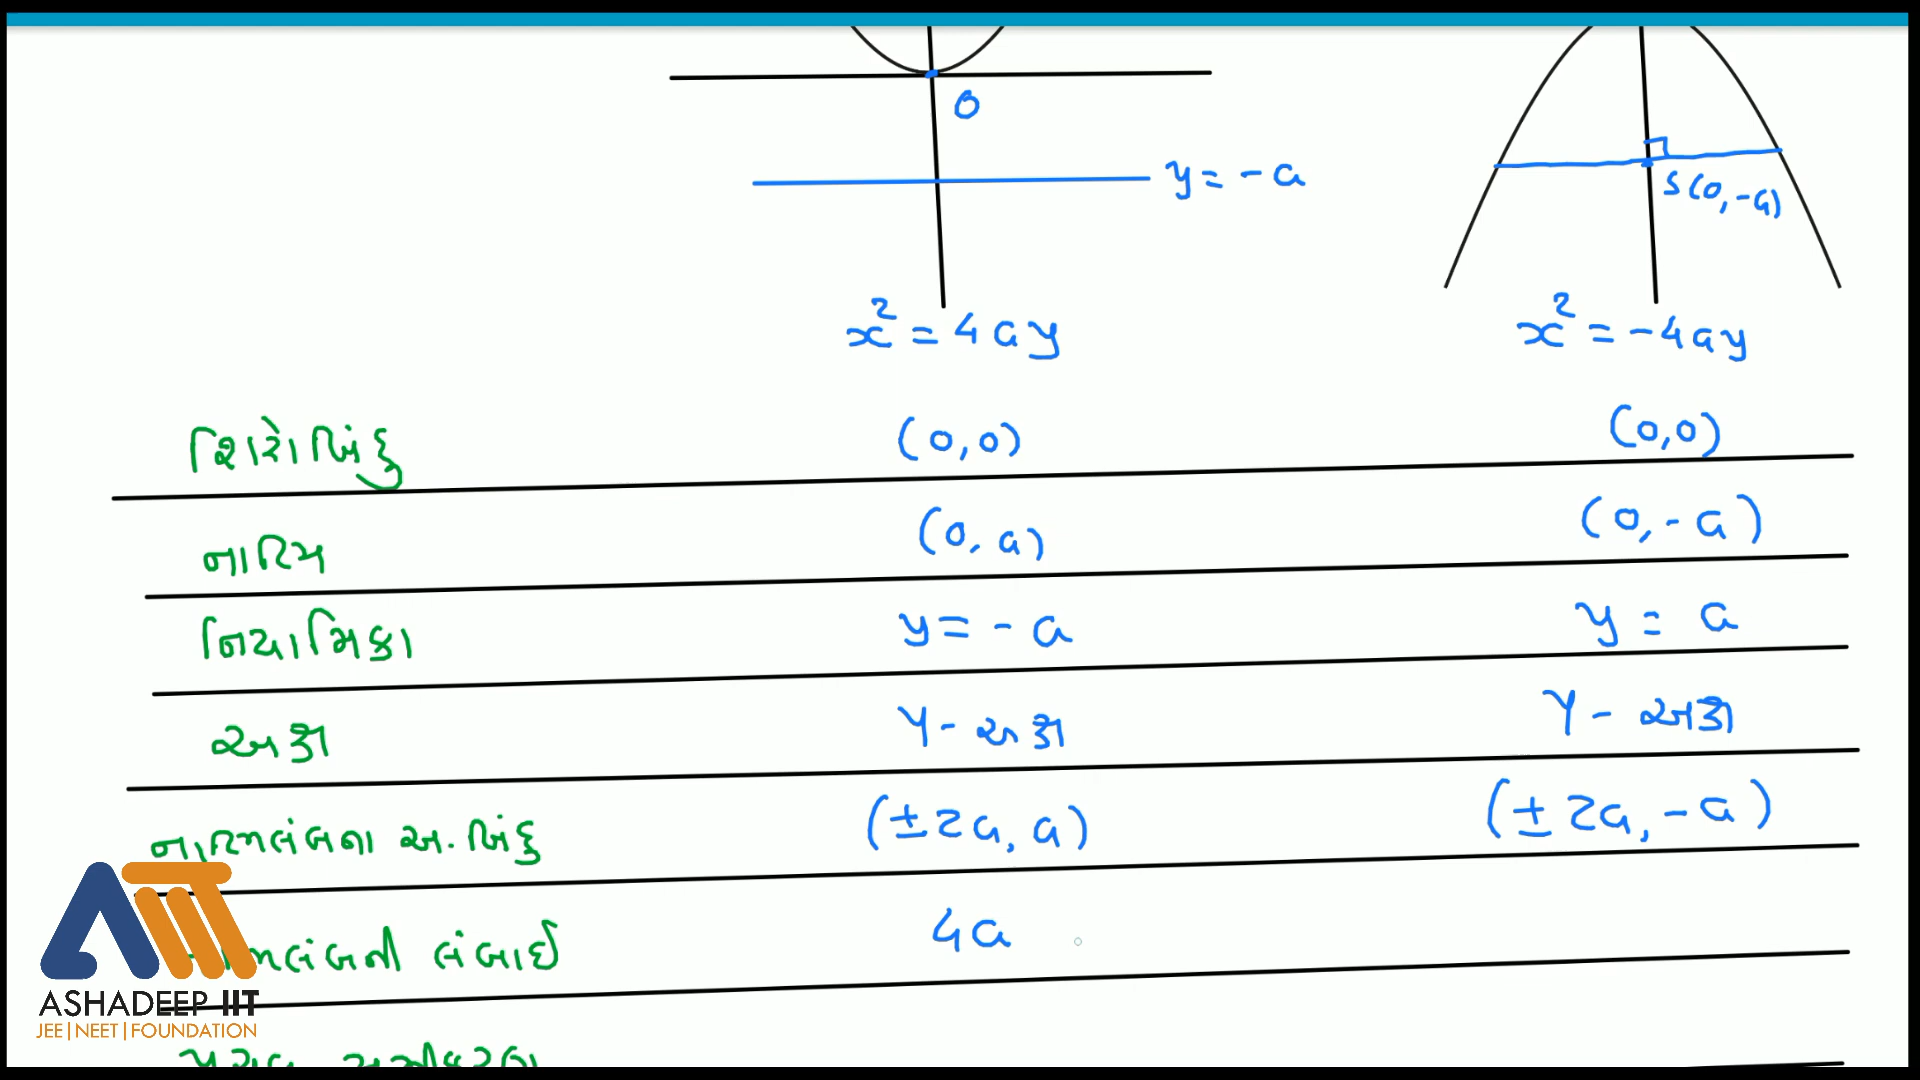 O
y = - a
S(0, -a)
x² = 4ay
x² = -4ay
શિરોબિંદુ (0,0) (0,0)
નાભિ (0, a) (0, - a)
નિયામિકા y = - a y = a
અક્ષ Y - અક્ષ Y - અક્ષ
નાભિલંબના અ. બિંદુ (±2a, a) (±2a, -a)
લંબાઈ 4a
ASHADEEP IIT
JEE|NEET|FOUNDATION